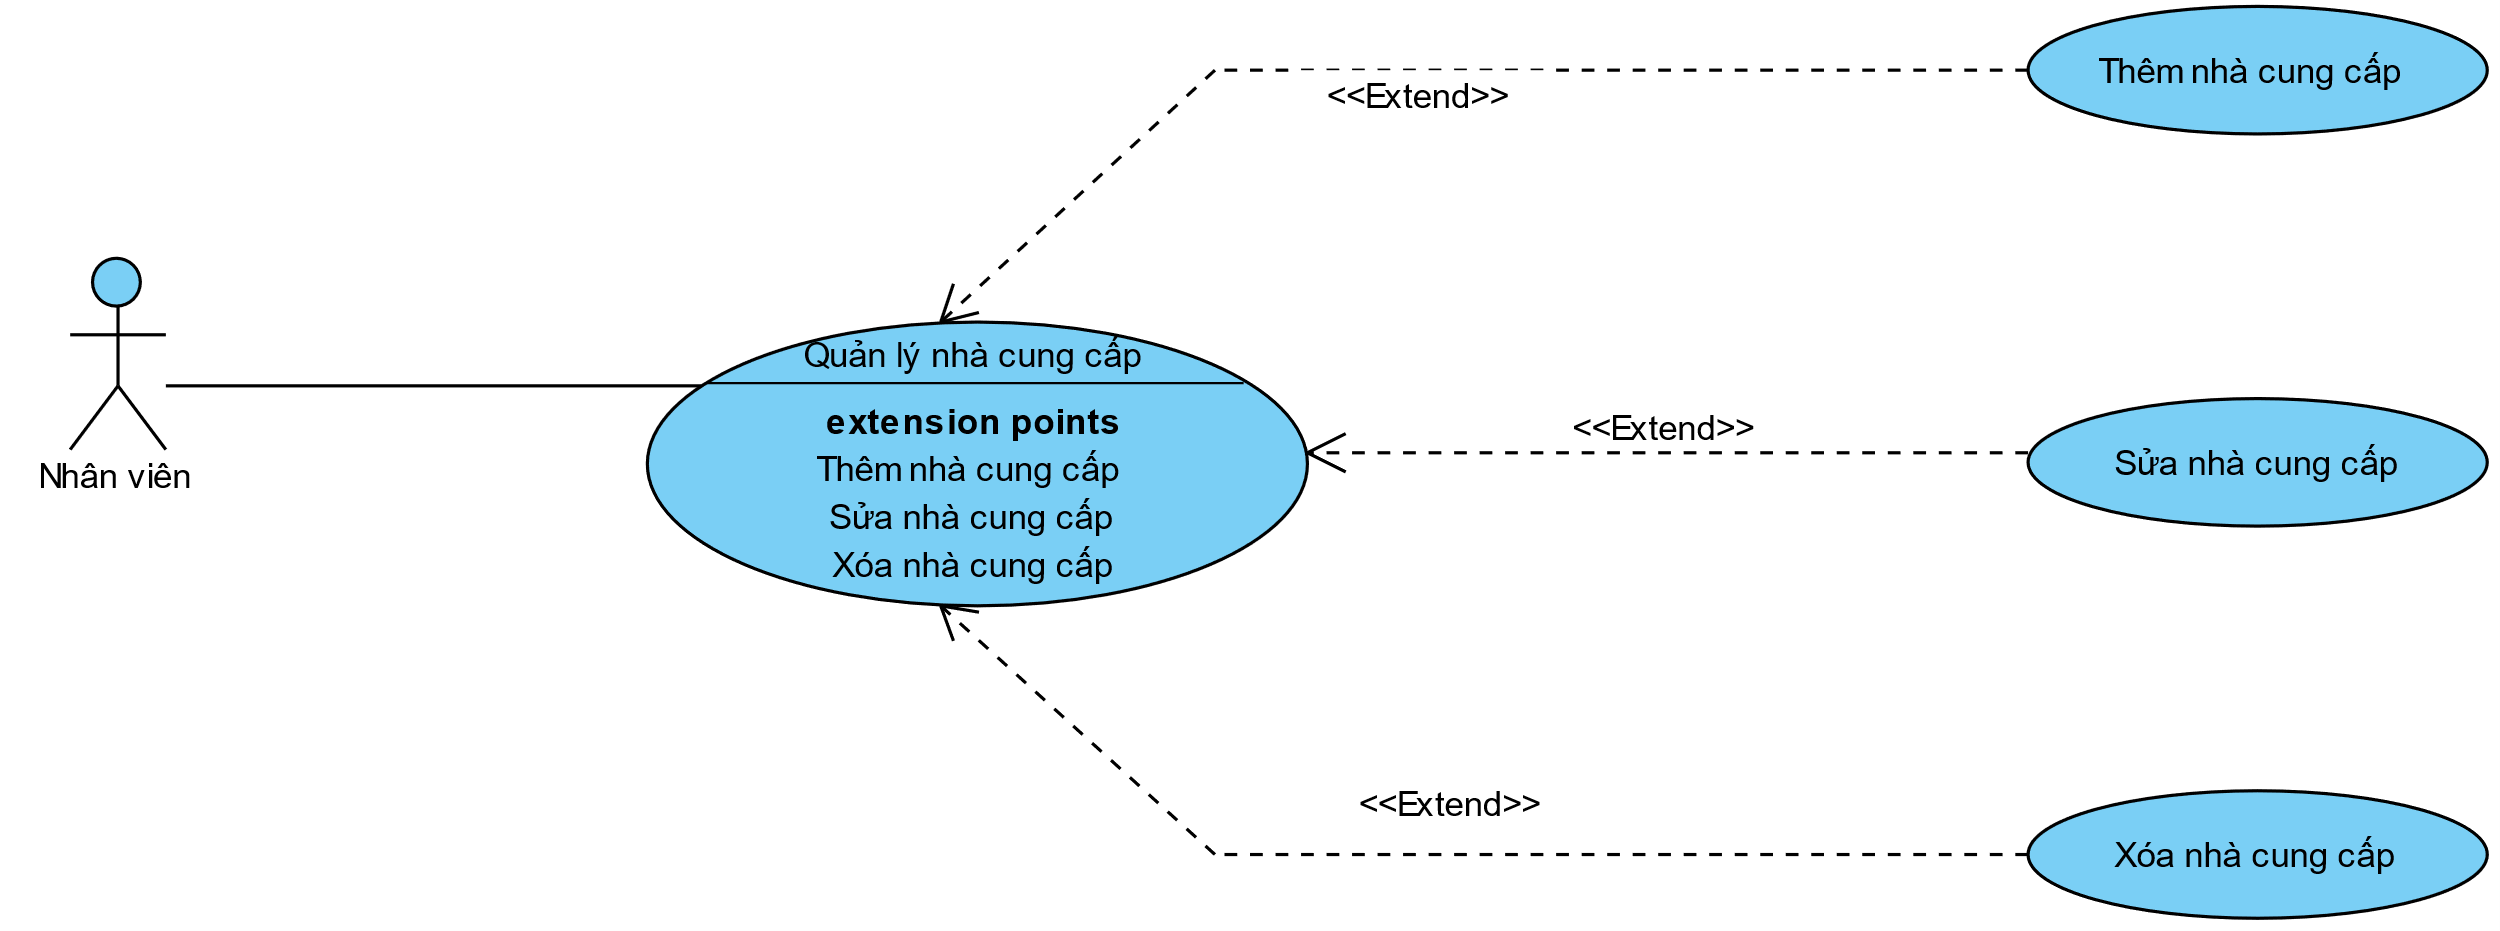 Thêm nhà cung cấp
<<Extend>>
Quản lý nhà cung cấp
extension points
Thêm nhà cung cấp
Sửa nhà cung cấp
Xóa nhà cung cấp
Nhân viên
<<Extend>>
Sửa nhà cung cấp
<<Extend>>
Xóa nhà cung cấp